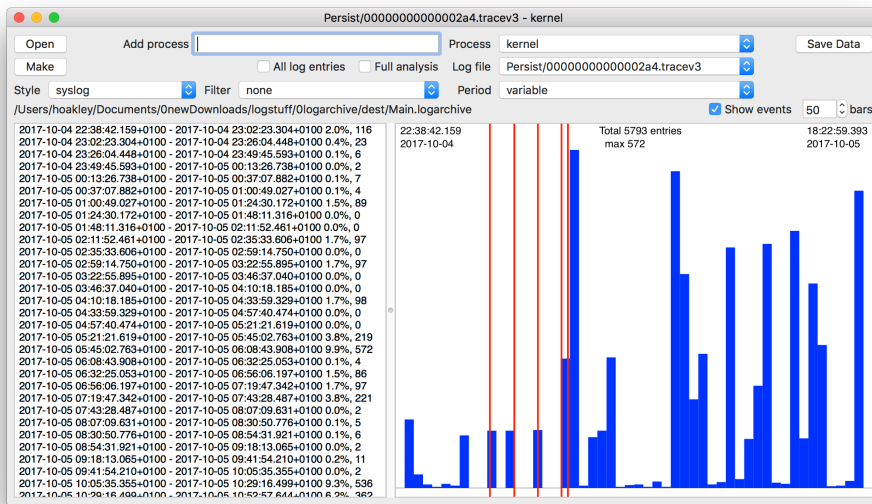 Persist/00000000000002a4.tracev3 - kernel
Open Add process Process kernel Save Data
Make All log entries Full analysis Log file Persist/00000000000002a4.tracev3
Style syslog Filter none Period variable
/Users/hoakley/Documents/0newDownloads/logstuff/0logarchive/dest/Main.logarchive Show events 50 bars
22:38:42.159 Total 5793 entries 18:22:59.393
2017-10-04 max 572 2017-10-05
2017-10-04 22:38:42.159+0100 - 2017-10-04 23:02:23.304+0100 2.0%, 116
2017-10-04 23:02:23.304+0100 - 2017-10-04 23:26:04.448+0100 0.4%, 23
2017-10-04 23:26:04.448+0100 - 2017-10-04 23:49:45.593+0100 0.1%, 6
2017-10-04 23:49:45.593+0100 - 2017-10-05 00:13:26.738+0100 0.0%, 2
2017-10-05 00:13:26.738+0100 - 2017-10-05 00:37:07.882+0100 0.1%, 7
2017-10-05 00:37:07.882+0100 - 2017-10-05 01:00:49.027+0100 0.1%, 4
2017-10-05 01:00:49.027+0100 - 2017-10-05 01:24:30.172+0100 1.5%, 89
2017-10-05 01:24:30.172+0100 - 2017-10-05 01:48:11.316+0100 0.0%, 0
2017-10-05 01:48:11.316+0100 - 2017-10-05 02:11:52.461+0100 0.0%, 0
2017-10-05 02:11:52.461+0100 - 2017-10-05 02:35:33.606+0100 1.7%, 97
2017-10-05 02:35:33.606+0100 - 2017-10-05 02:59:14.750+0100 0.0%, 0
2017-10-05 02:59:14.750+0100 - 2017-10-05 03:22:55.895+0100 1.7%, 97
2017-10-05 03:22:55.895+0100 - 2017-10-05 03:46:37.040+0100 0.0%, 0
2017-10-05 03:46:37.040+0100 - 2017-10-05 04:10:18.185+0100 0.0%, 0
2017-10-05 04:10:18.185+0100 - 2017-10-05 04:33:59.329+0100 1.7%, 98
2017-10-05 04:33:59.329+0100 - 2017-10-05 04:57:40.474+0100 0.0%, 0
2017-10-05 04:57:40.474+0100 - 2017-10-05 05:21:21.619+0100 0.0%, 0
2017-10-05 05:21:21.619+0100 - 2017-10-05 05:45:02.763+0100 3.8%, 219
2017-10-05 05:45:02.763+0100 - 2017-10-05 06:08:43.908+0100 9.9%, 572
2017-10-05 06:08:43.908+0100 - 2017-10-05 06:32:25.053+0100 0.1%, 4
2017-10-05 06:32:25.053+0100 - 2017-10-05 06:56:06.197+0100 1.5%, 86
2017-10-05 06:56:06.197+0100 - 2017-10-05 07:19:47.342+0100 1.7%, 97
2017-10-05 07:19:47.342+0100 - 2017-10-05 07:43:28.487+0100 3.8%, 221
2017-10-05 07:43:28.487+0100 - 2017-10-05 08:07:09.631+0100 0.0%, 2
2017-10-05 08:07:09.631+0100 - 2017-10-05 08:30:50.776+0100 0.1%, 5
2017-10-05 08:30:50.776+0100 - 2017-10-05 08:54:31.921+0100 0.1%, 6
2017-10-05 08:54:31.921+0100 - 2017-10-05 09:18:13.065+0100 0.0%, 2
2017-10-05 09:18:13.065+0100 - 2017-10-05 09:41:54.210+0100 0.2%, 11
2017-10-05 09:41:54.210+0100 - 2017-10-05 10:05:35.355+0100 0.0%, 2
2017-10-05 10:05:35.355+0100 - 2017-10-05 10:29:16.499+0100 9.3%, 536
2017-10-05 10:29:16.499+0100 - 2017-10-05 10:52:57.644+0100 6.2%, 362